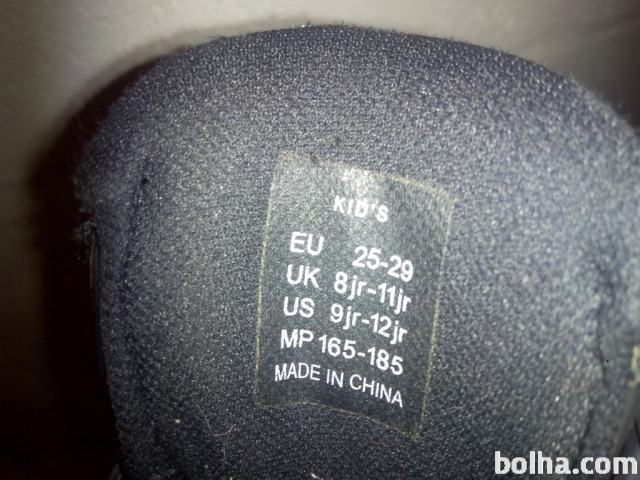 KID'S
EU 25-29
UK 8jr-11jr
US 9jr-12jr
MP 165-185
MADE IN CHINA
bolha.com